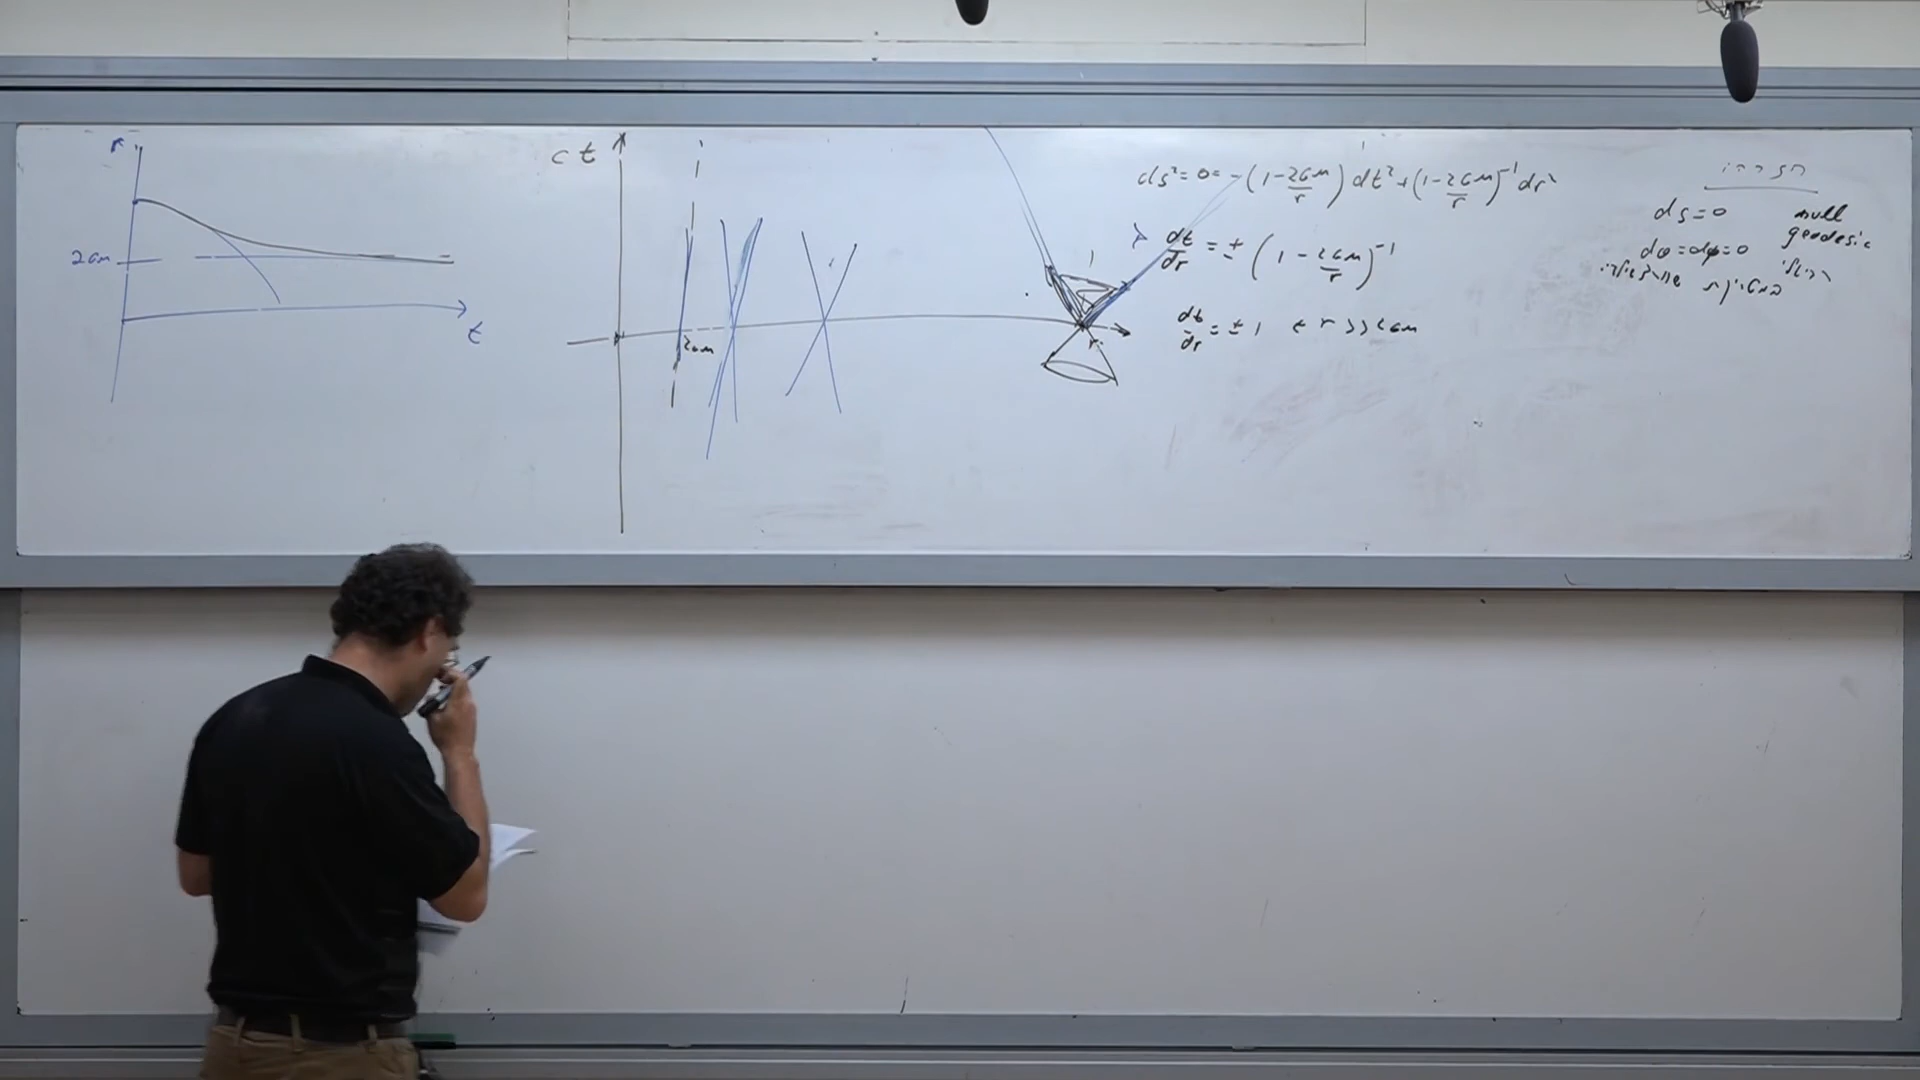 r
2GM
t
ct
2GM
r
ds²=0= -(1-2GM/r) dt² + (1-2GM/r)⁻¹ dr²
dt/dr = ± (1 - 2GM/r)⁻¹
dt/dr = ± 1 ← r >> 2GM
ds=0 null geodesic
dθ=dφ=0